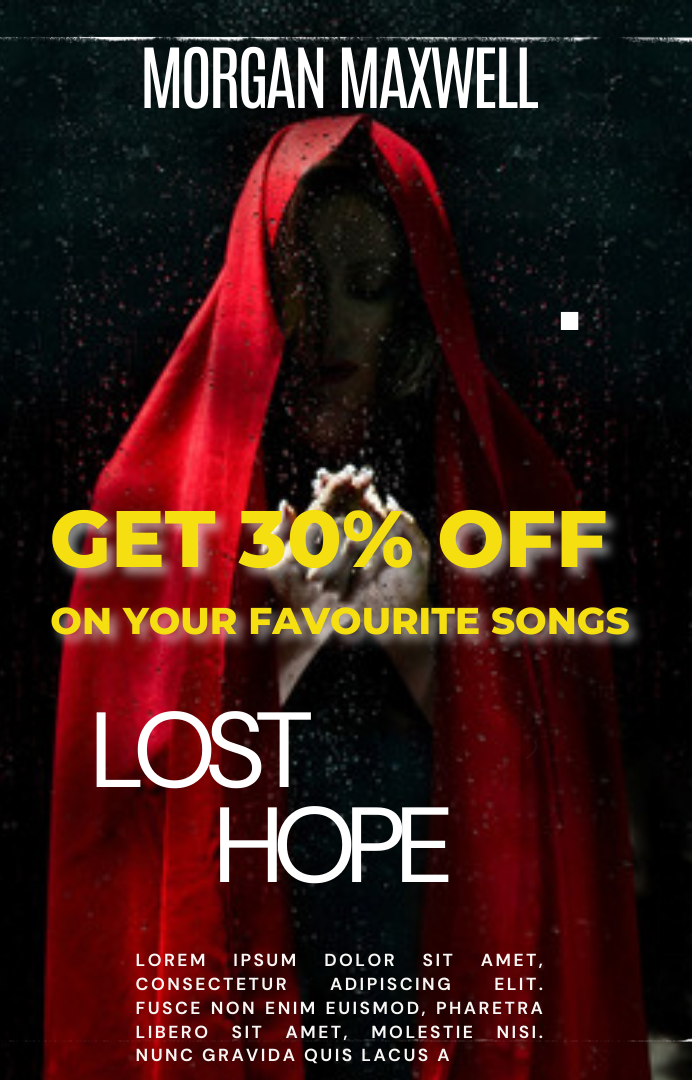 MORGAN MAXWELL
GET 30% OFF
ON YOUR FAVOURITE SONGS
LOST
HOPE
LOREM IPSUM DOLOR SIT AMET,
CONSECTETUR ADIPISCING ELIT.
FUSCE NON ENIM EUISMOD, PHARETRA
LIBERO SIT AMET, MOLESTIE NISI.
NUNC GRAVIDA QUIS LACUS A